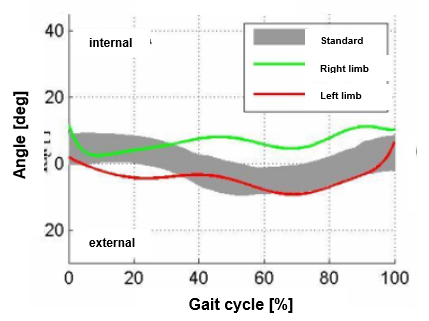 40
internal
Standard
Right limb
Left limb
20
Angle [deg]
0
20
external
0 20 40 60 80 100
Gait cycle [%]